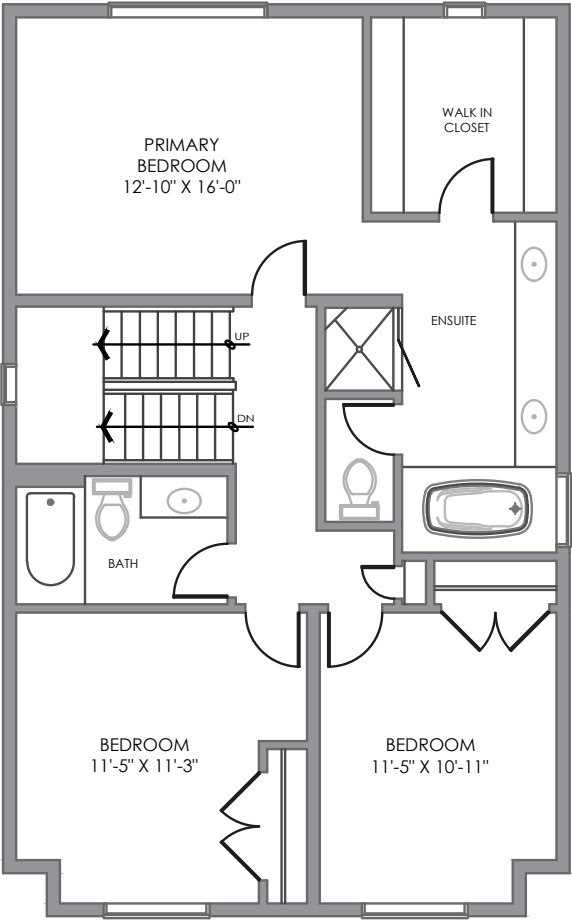 WALK IN
CLOSET
PRIMARY
BEDROOM
12'-10" X 16'-0"
ENSUITE
UP
DN
BATH
BEDROOM
11'-5" X 11'-3"
BEDROOM
11'-5" X 10'-11"